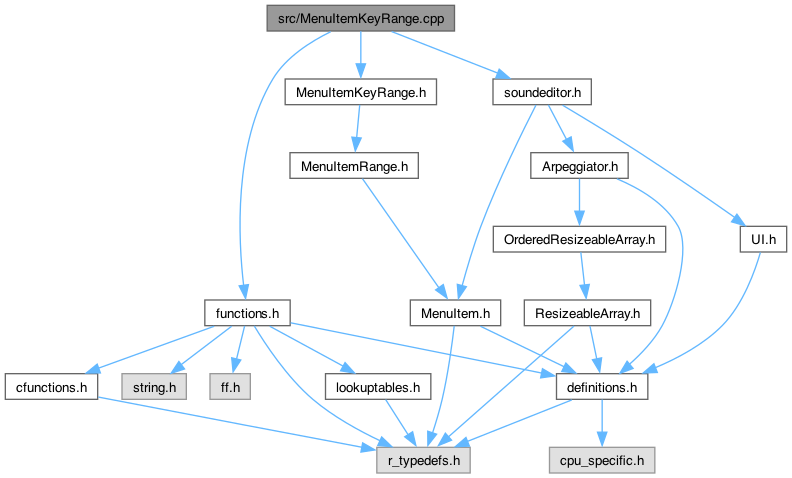 src/MenuItemKeyRange.cpp
MenuItemKeyRange.h
soundeditor.h
MenuItemRange.h
Arpeggiator.h
OrderedResizeableArray.h
UI.h
functions.h
MenuItem.h
ResizeableArray.h
cfunctions.h
string.h
ff.h
lookuptables.h
definitions.h
r_typedefs.h
cpu_specific.h